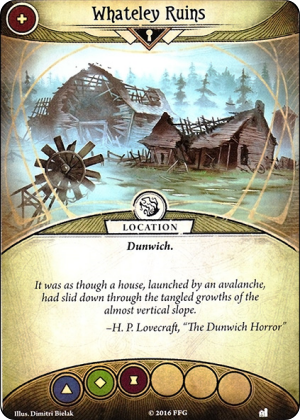 Whateley Ruins
LOCATION
Dunwich.
It was as though a house, launched by an avalanche,
had slid down through the tangled growths of the
almost vertical slope.
–H. P. Lovecraft, “The Dunwich Horror”
Illus. Dimitri Bielak
© 2016 FFG